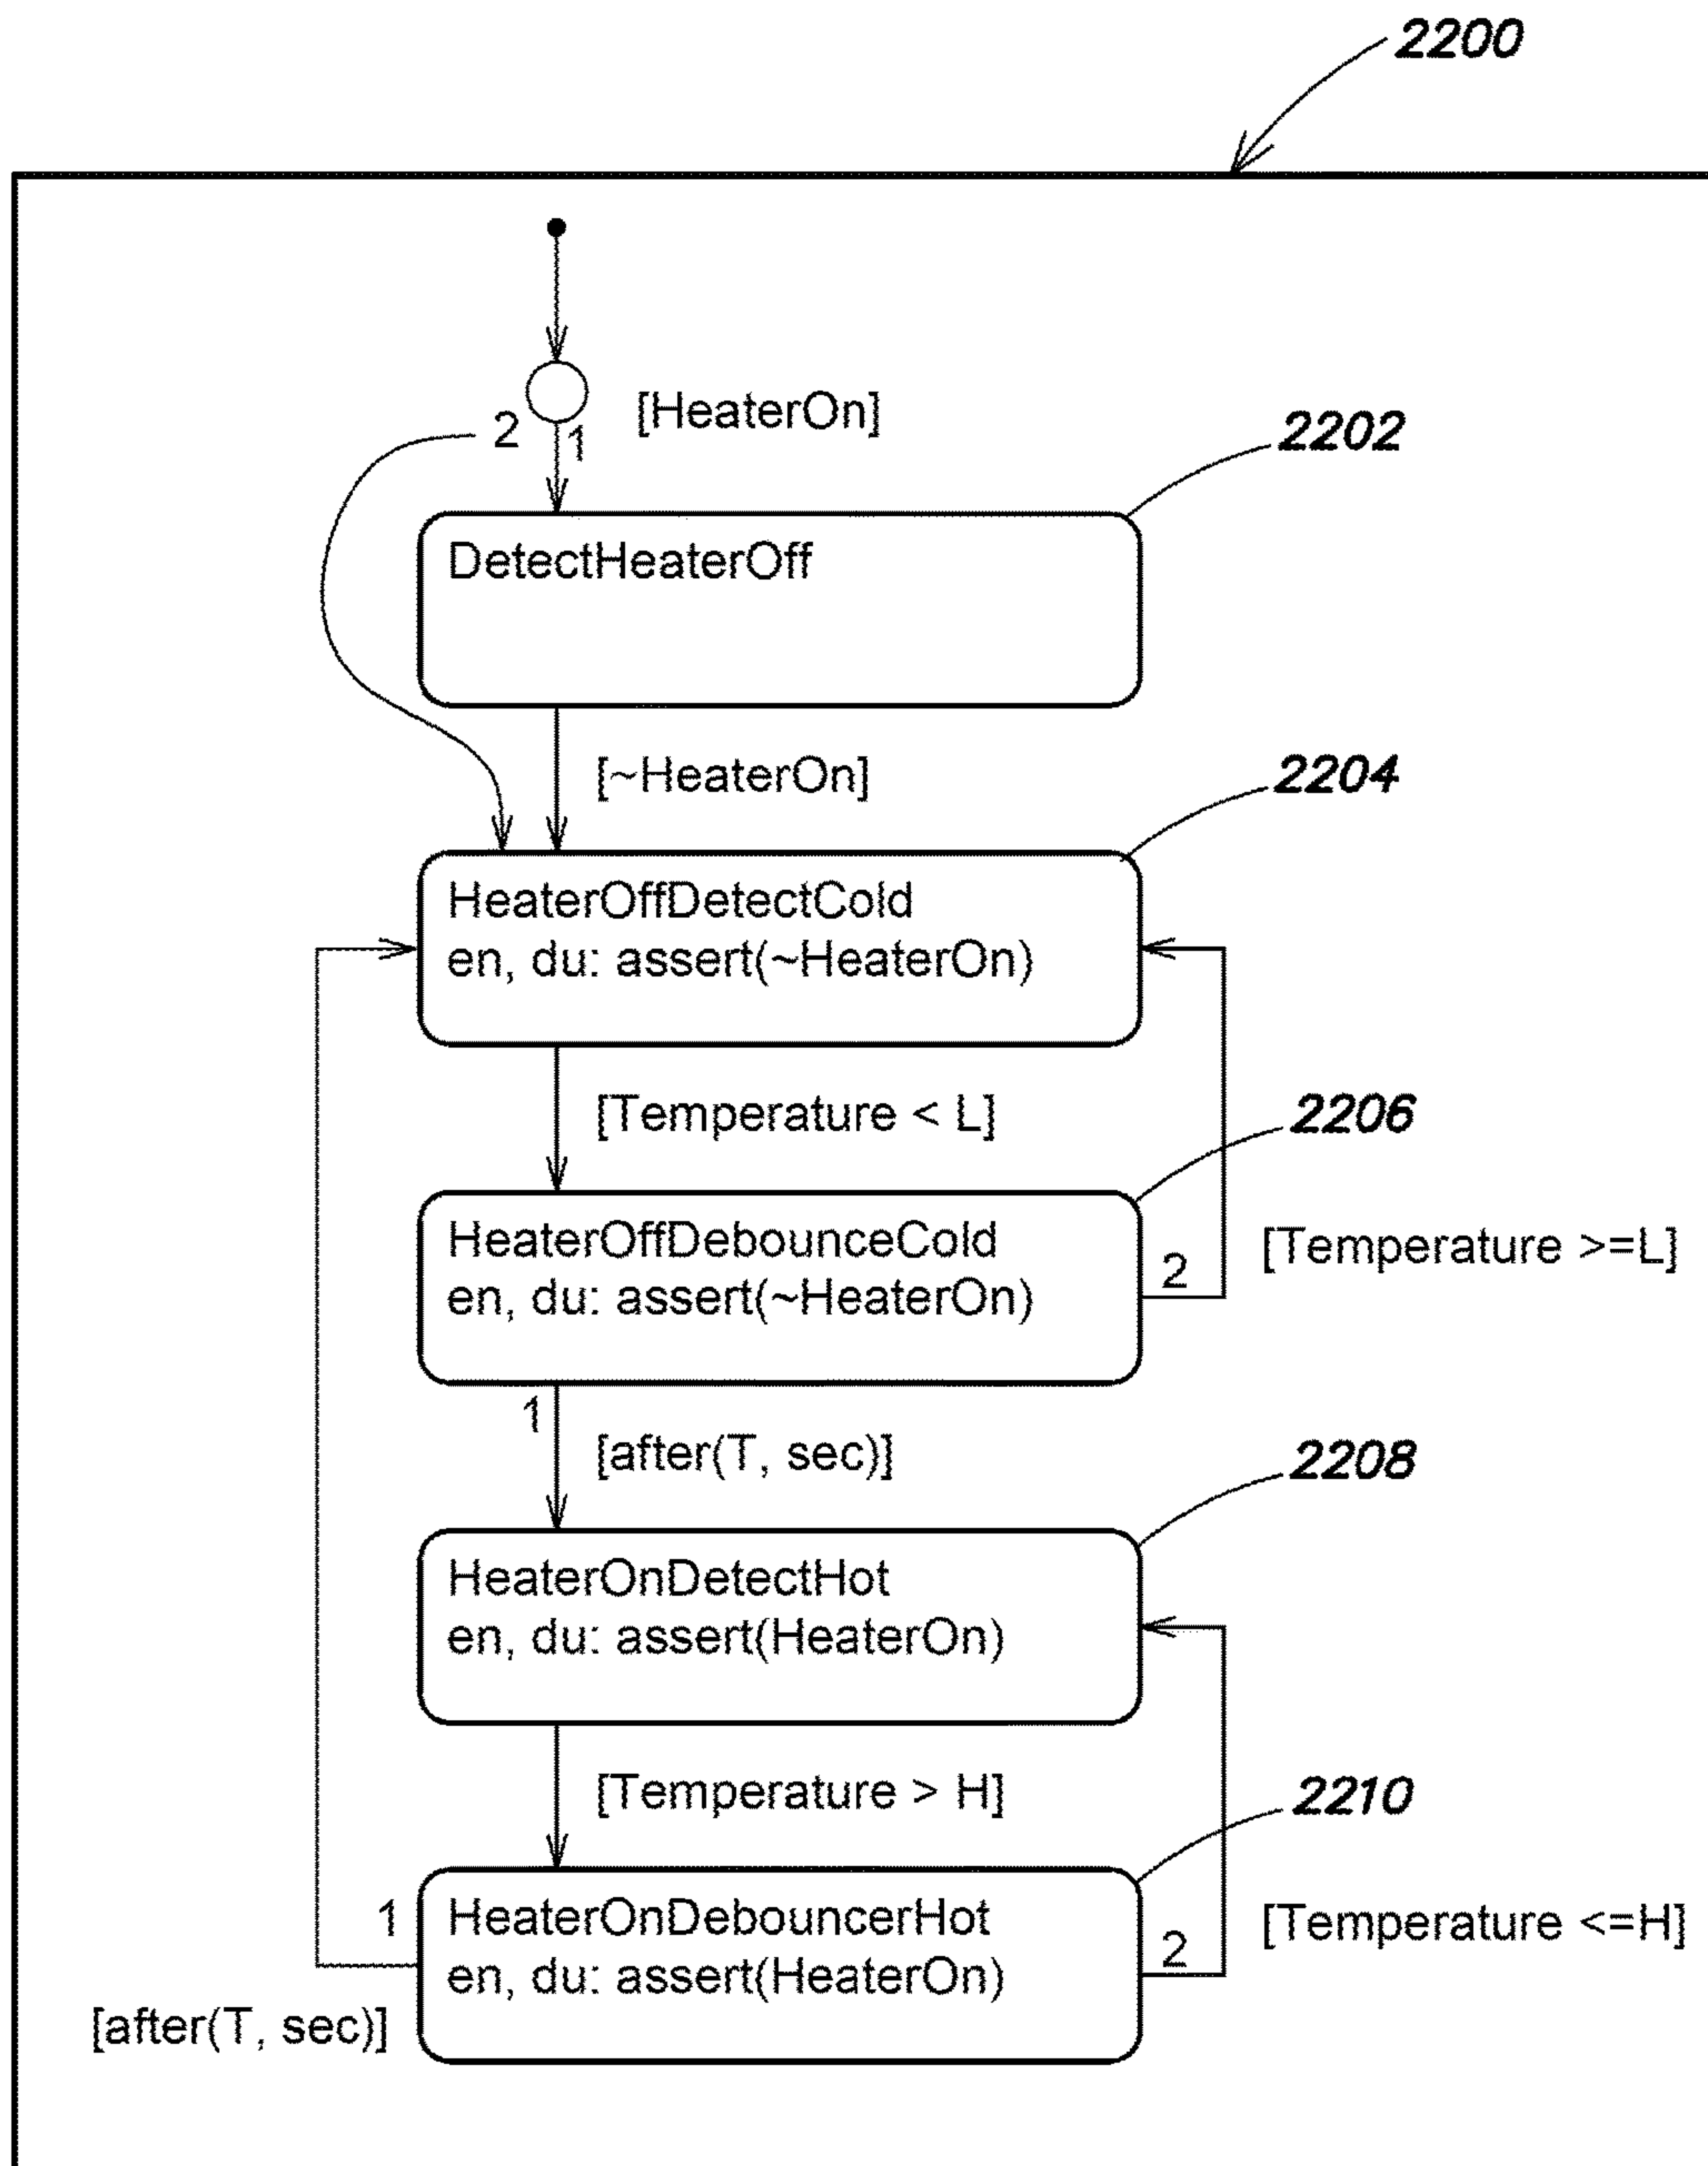 2200
[HeaterOn]
2
1
2202
DetectHeaterOff
[~HeaterOn]
2204
HeaterOffDetectCold
en, du: assert(~HeaterOn)
[Temperature < L]
2206
HeaterOffDebounceCold
en, du: assert(~HeaterOn)
2
[Temperature >=L]
1
[after(T, sec)]
2208
HeaterOnDetectHot
en, du: assert(HeaterOn)
[Temperature > H]
2210
1
HeaterOnDebouncerHot
en, du: assert(HeaterOn)
2
[Temperature <=H]
[after(T, sec)]